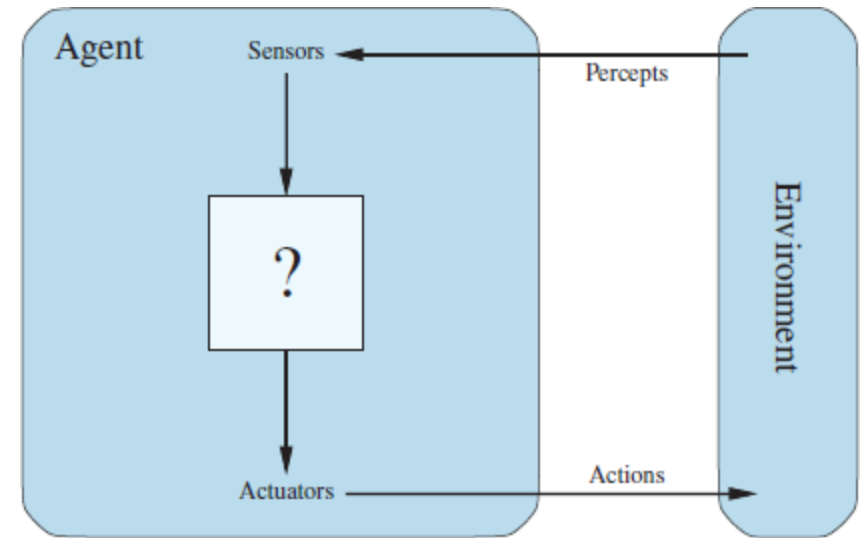 Agent
Sensors
Percepts
?
Environment
Actuators
Actions